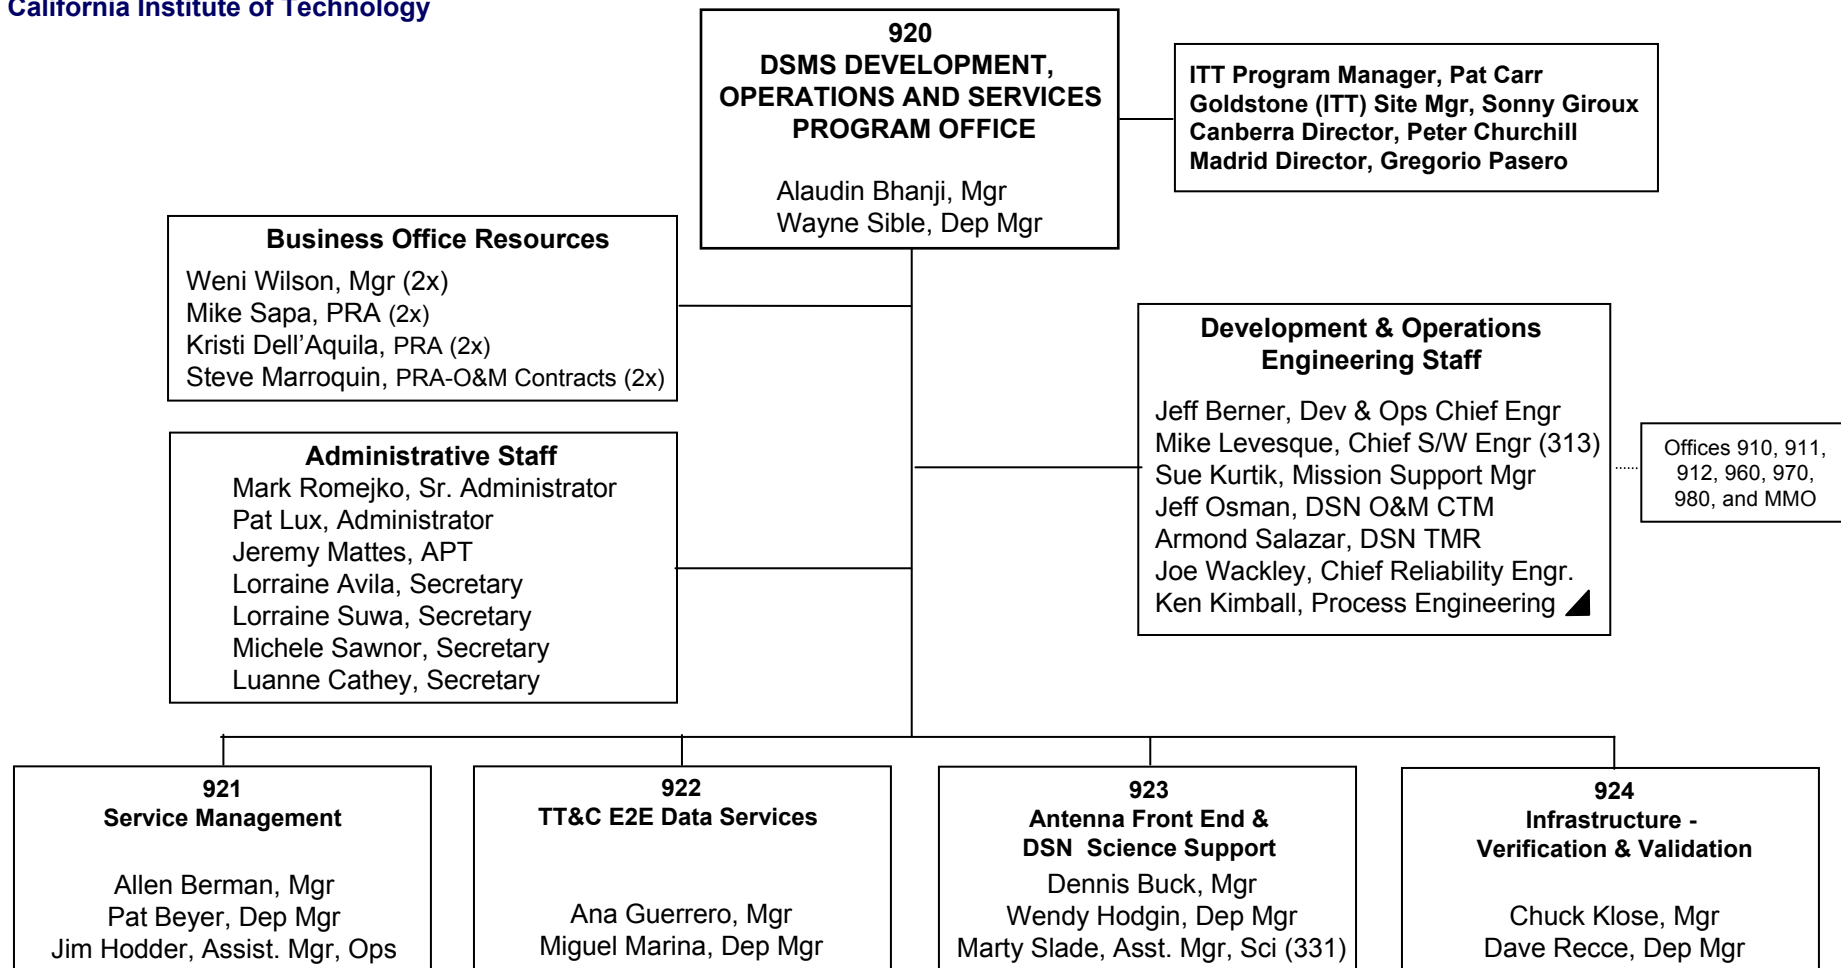 California Institute of Technology
920
DSMS DEVELOPMENT,
OPERATIONS AND SERVICES
PROGRAM OFFICE
Alaudin Bhanji, Mgr
Wayne Sible, Dep Mgr
ITT Program Manager, Pat Carr
Goldstone (ITT) Site Mgr, Sonny Giroux
Canberra Director, Peter Churchill
Madrid Director, Gregorio Pasero
Business Office Resources
Weni Wilson, Mgr (2x)
Mike Sapa, PRA (2x)
Kristi Dell’Aquila, PRA (2x)
Steve Marroquin, PRA-O&M Contracts (2x)
Development & Operations
Engineering Staff
Jeff Berner, Dev & Ops Chief Engr
Mike Levesque, Chief S/W Engr (313)
Sue Kurtik, Mission Support Mgr
Jeff Osman, DSN O&M CTM
Armond Salazar, DSN TMR
Joe Wackley, Chief Reliability Engr.
Ken Kimball, Process Engineering
Offices 910, 911,
912, 960, 970,
980, and MMO
Administrative Staff
Mark Romejko, Sr. Administrator
Pat Lux, Administrator
Jeremy Mattes, APT
Lorraine Avila, Secretary
Lorraine Suwa, Secretary
Michele Sawnor, Secretary
Luanne Cathey, Secretary
921
Service Management
Allen Berman, Mgr
Pat Beyer, Dep Mgr
Jim Hodder, Assist. Mgr, Ops
922
TT&C E2E Data Services
Ana Guerrero, Mgr
Miguel Marina, Dep Mgr
923
Antenna Front End &
DSN Science Support
Dennis Buck, Mgr
Wendy Hodgin, Dep Mgr
Marty Slade, Asst. Mgr, Sci (331)
924
Infrastructure -
Verification & Validation
Chuck Klose, Mgr
Dave Recce, Dep Mgr